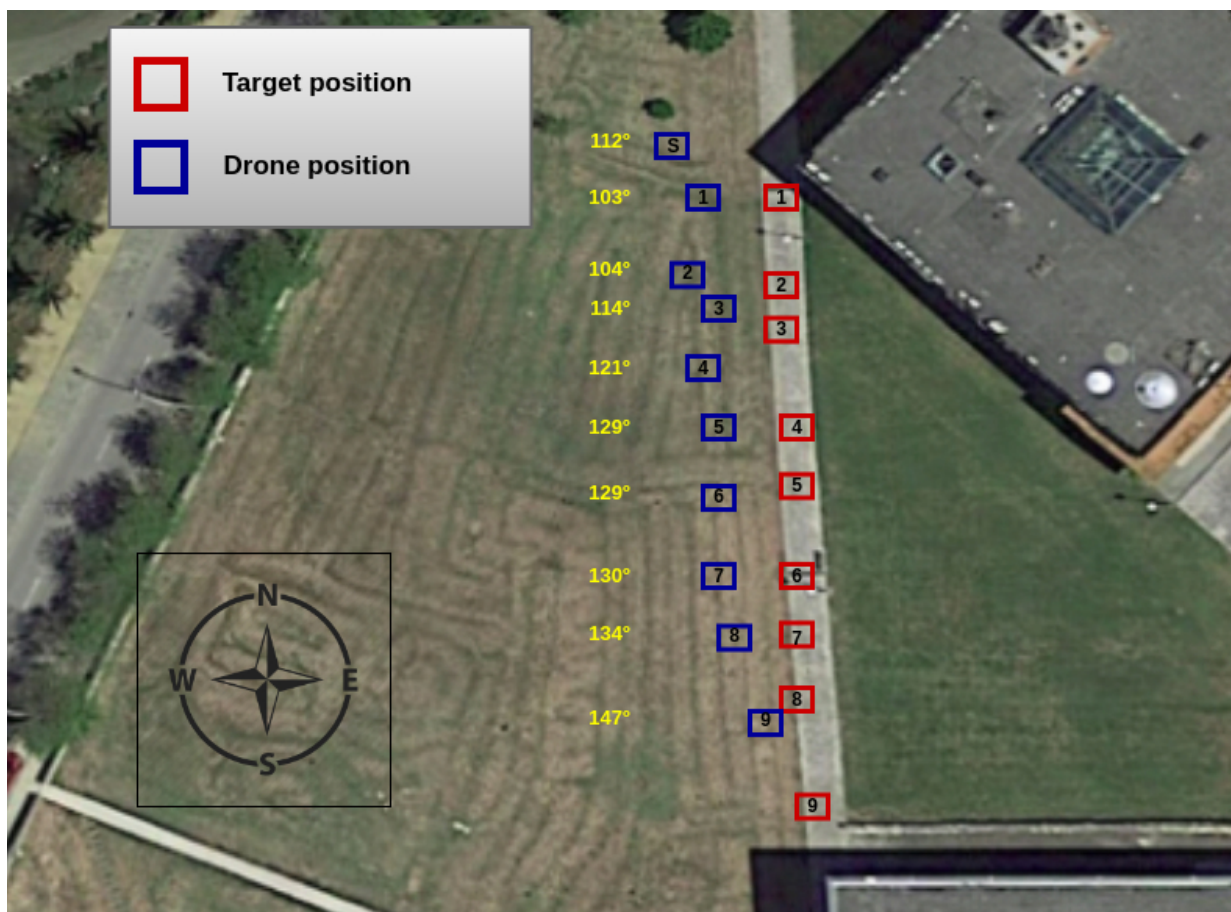 Target position
Drone position
112° S
103° 1 1
104° 2 2
114° 3 3
121° 4
129° 5 4
129° 6 5
130° 7 6
134° 8 7
8
147° 9
9
N
W E
S